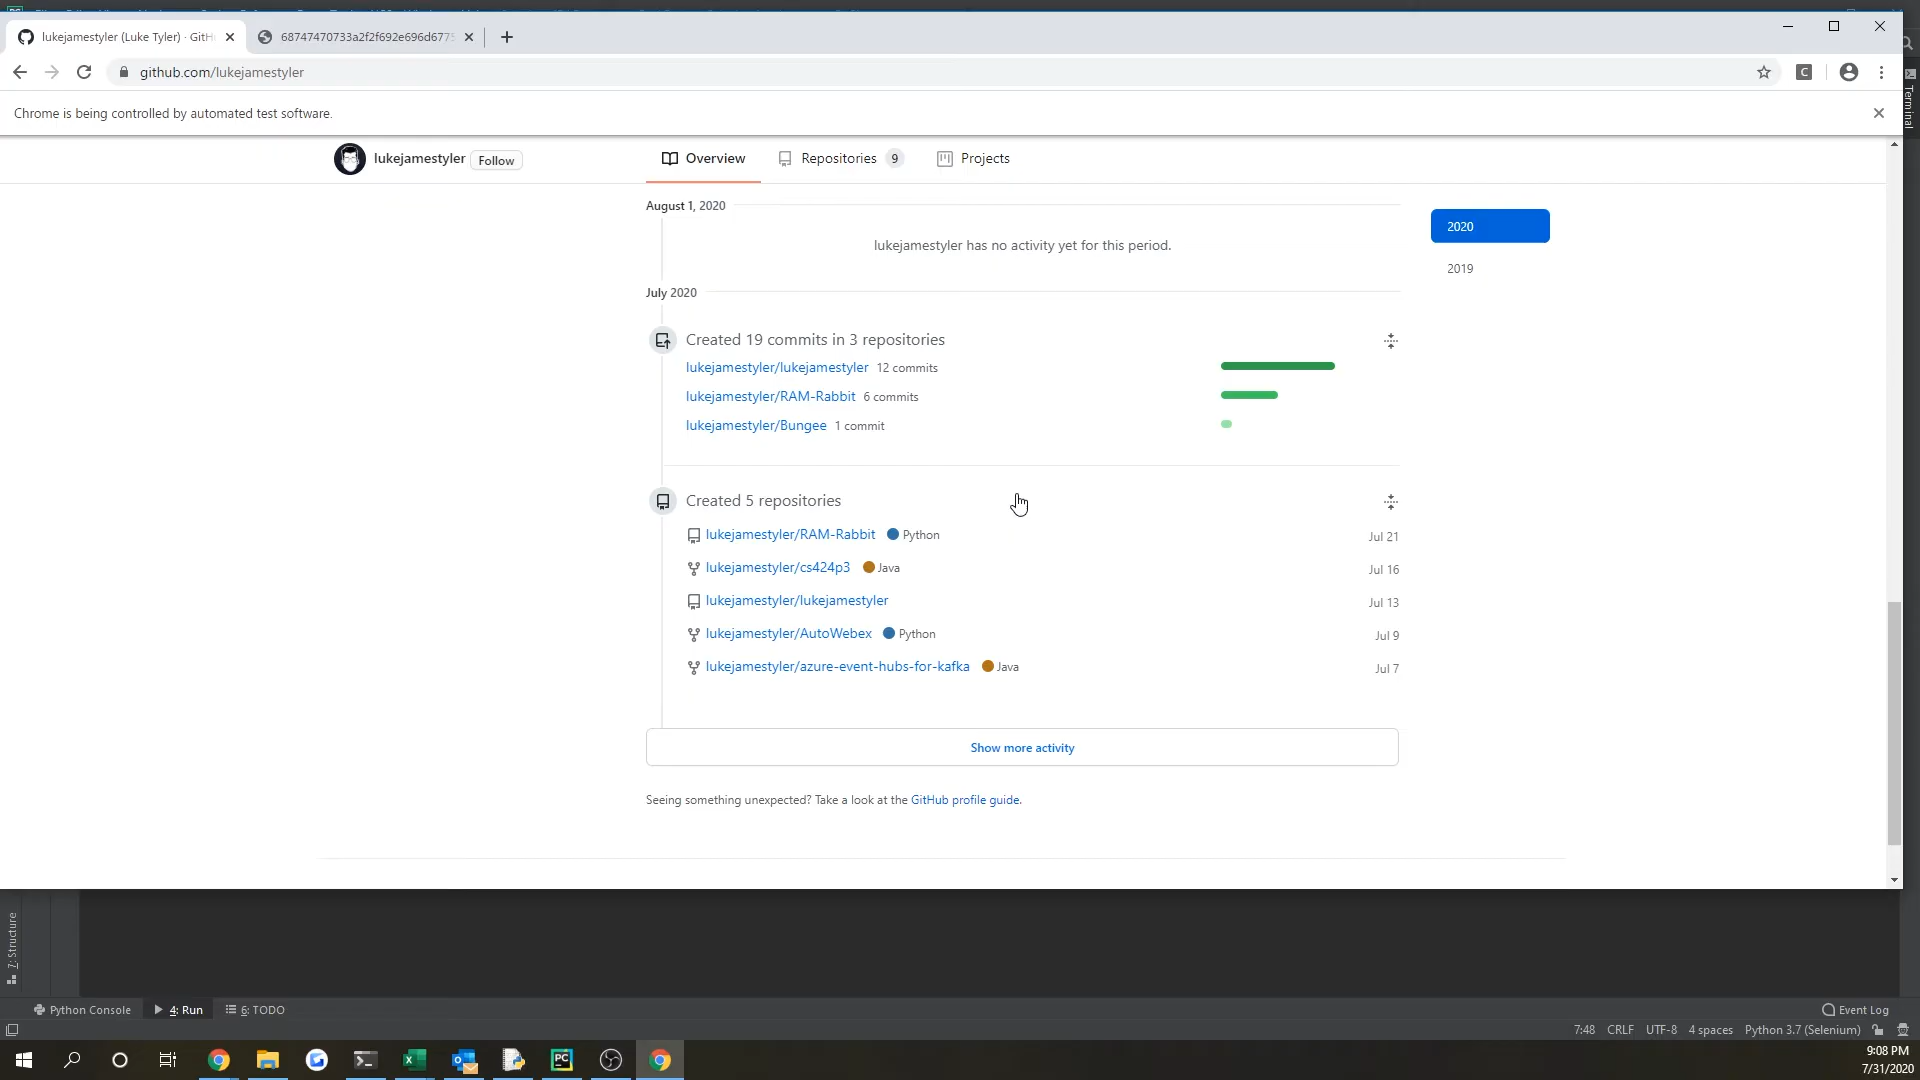 lukejamestyler (Luke Tyler) · GitH
68747470733a2f2f692e696d6775
github.com/lukejamestyler
C
Chrome is being controlled by automated test software.
lukejamestyler Follow
Overview
Repositories 9
Projects
August 1, 2020
lukejamestyler has no activity yet for this period.
2020
2019
July 2020
Created 19 commits in 3 repositories
lukejamestyler/lukejamestyler 12 commits
lukejamestyler/RAM-Rabbit 6 commits
lukejamestyler/Bungee 1 commit
Created 5 repositories
lukejamestyler/RAM-Rabbit Python Jul 21
lukejamestyler/cs424p3 Java Jul 16
lukejamestyler/lukejamestyler Jul 13
lukejamestyler/AutoWebex Python Jul 9
lukejamestyler/azure-event-hubs-for-kafka Java Jul 7
Show more activity
Seeing something unexpected? Take a look at the GitHub profile guide.
Terminal
7: Structure
Python Console
4: Run
6: TODO
Event Log
7:48 CRLF UTF-8 4 spaces Python 3.7 (Selenium)
PC
9:08 PM
7/31/2020